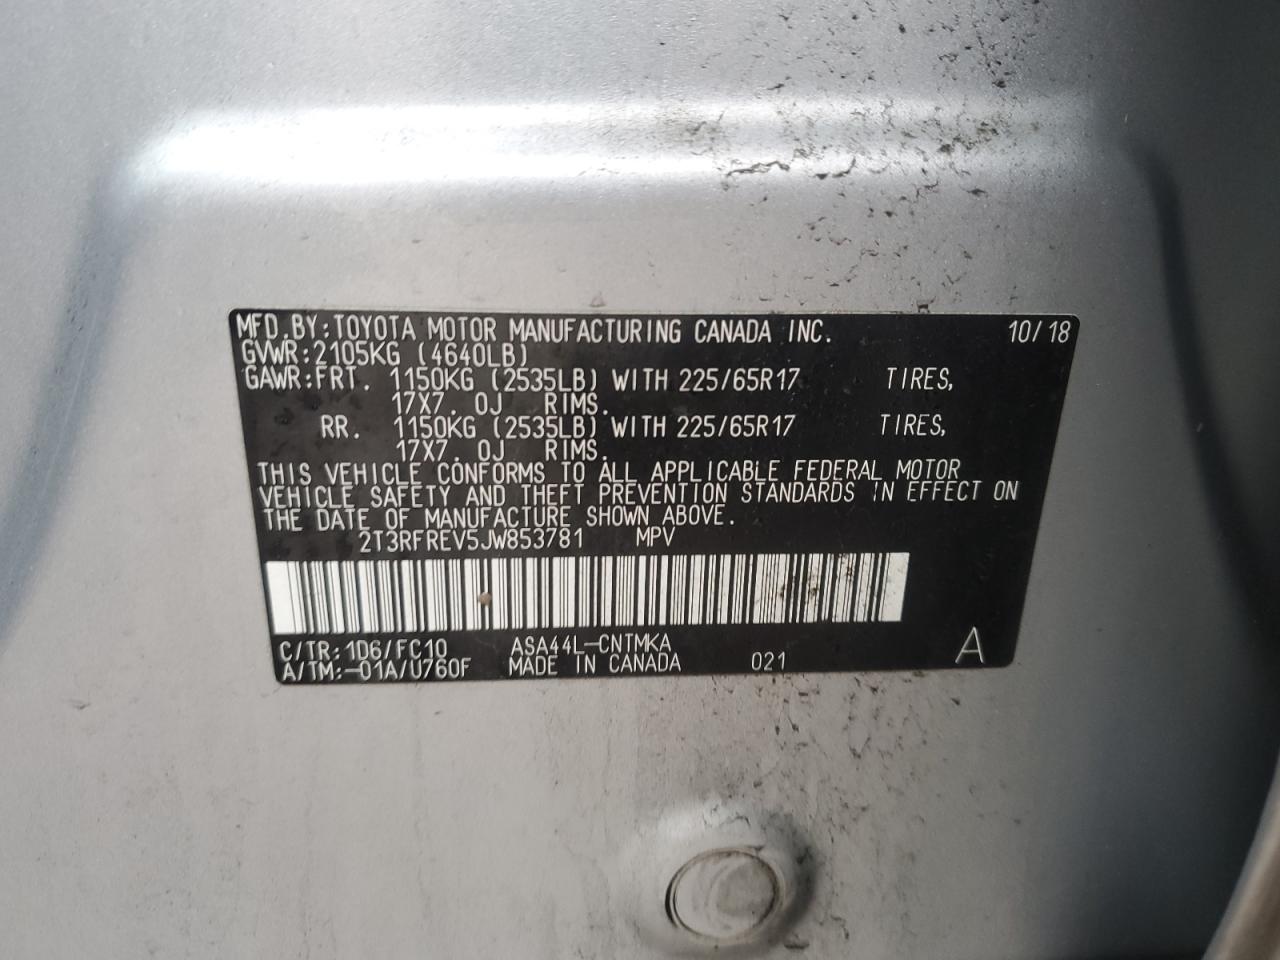 MFD.BY:TOYOTA MOTOR MANUFACTURING CANADA INC. 10/18
GVWR:2105KG (4640LB)
GAWR:FRT. 1150KG (2535LB) WITH 225/65R17 TIRES,
17X7.0J RIMS.
RR. 1150KG (2535LB) WITH 225/65R17 TIRES,
17X7.0J RIMS.
THIS VEHICLE CONFORMS TO ALL APPLICABLE FEDERAL MOTOR
VEHICLE SAFETY AND THEFT PREVENTION STANDARDS IN EFFECT ON
THE DATE OF MANUFACTURE SHOWN ABOVE.
2T3RFREV5JW853781 MPV
C/TR:1D6/FC10 ASA44L-CNTMKA
A/TM:-01A/U760F MADE IN CANADA 021 A